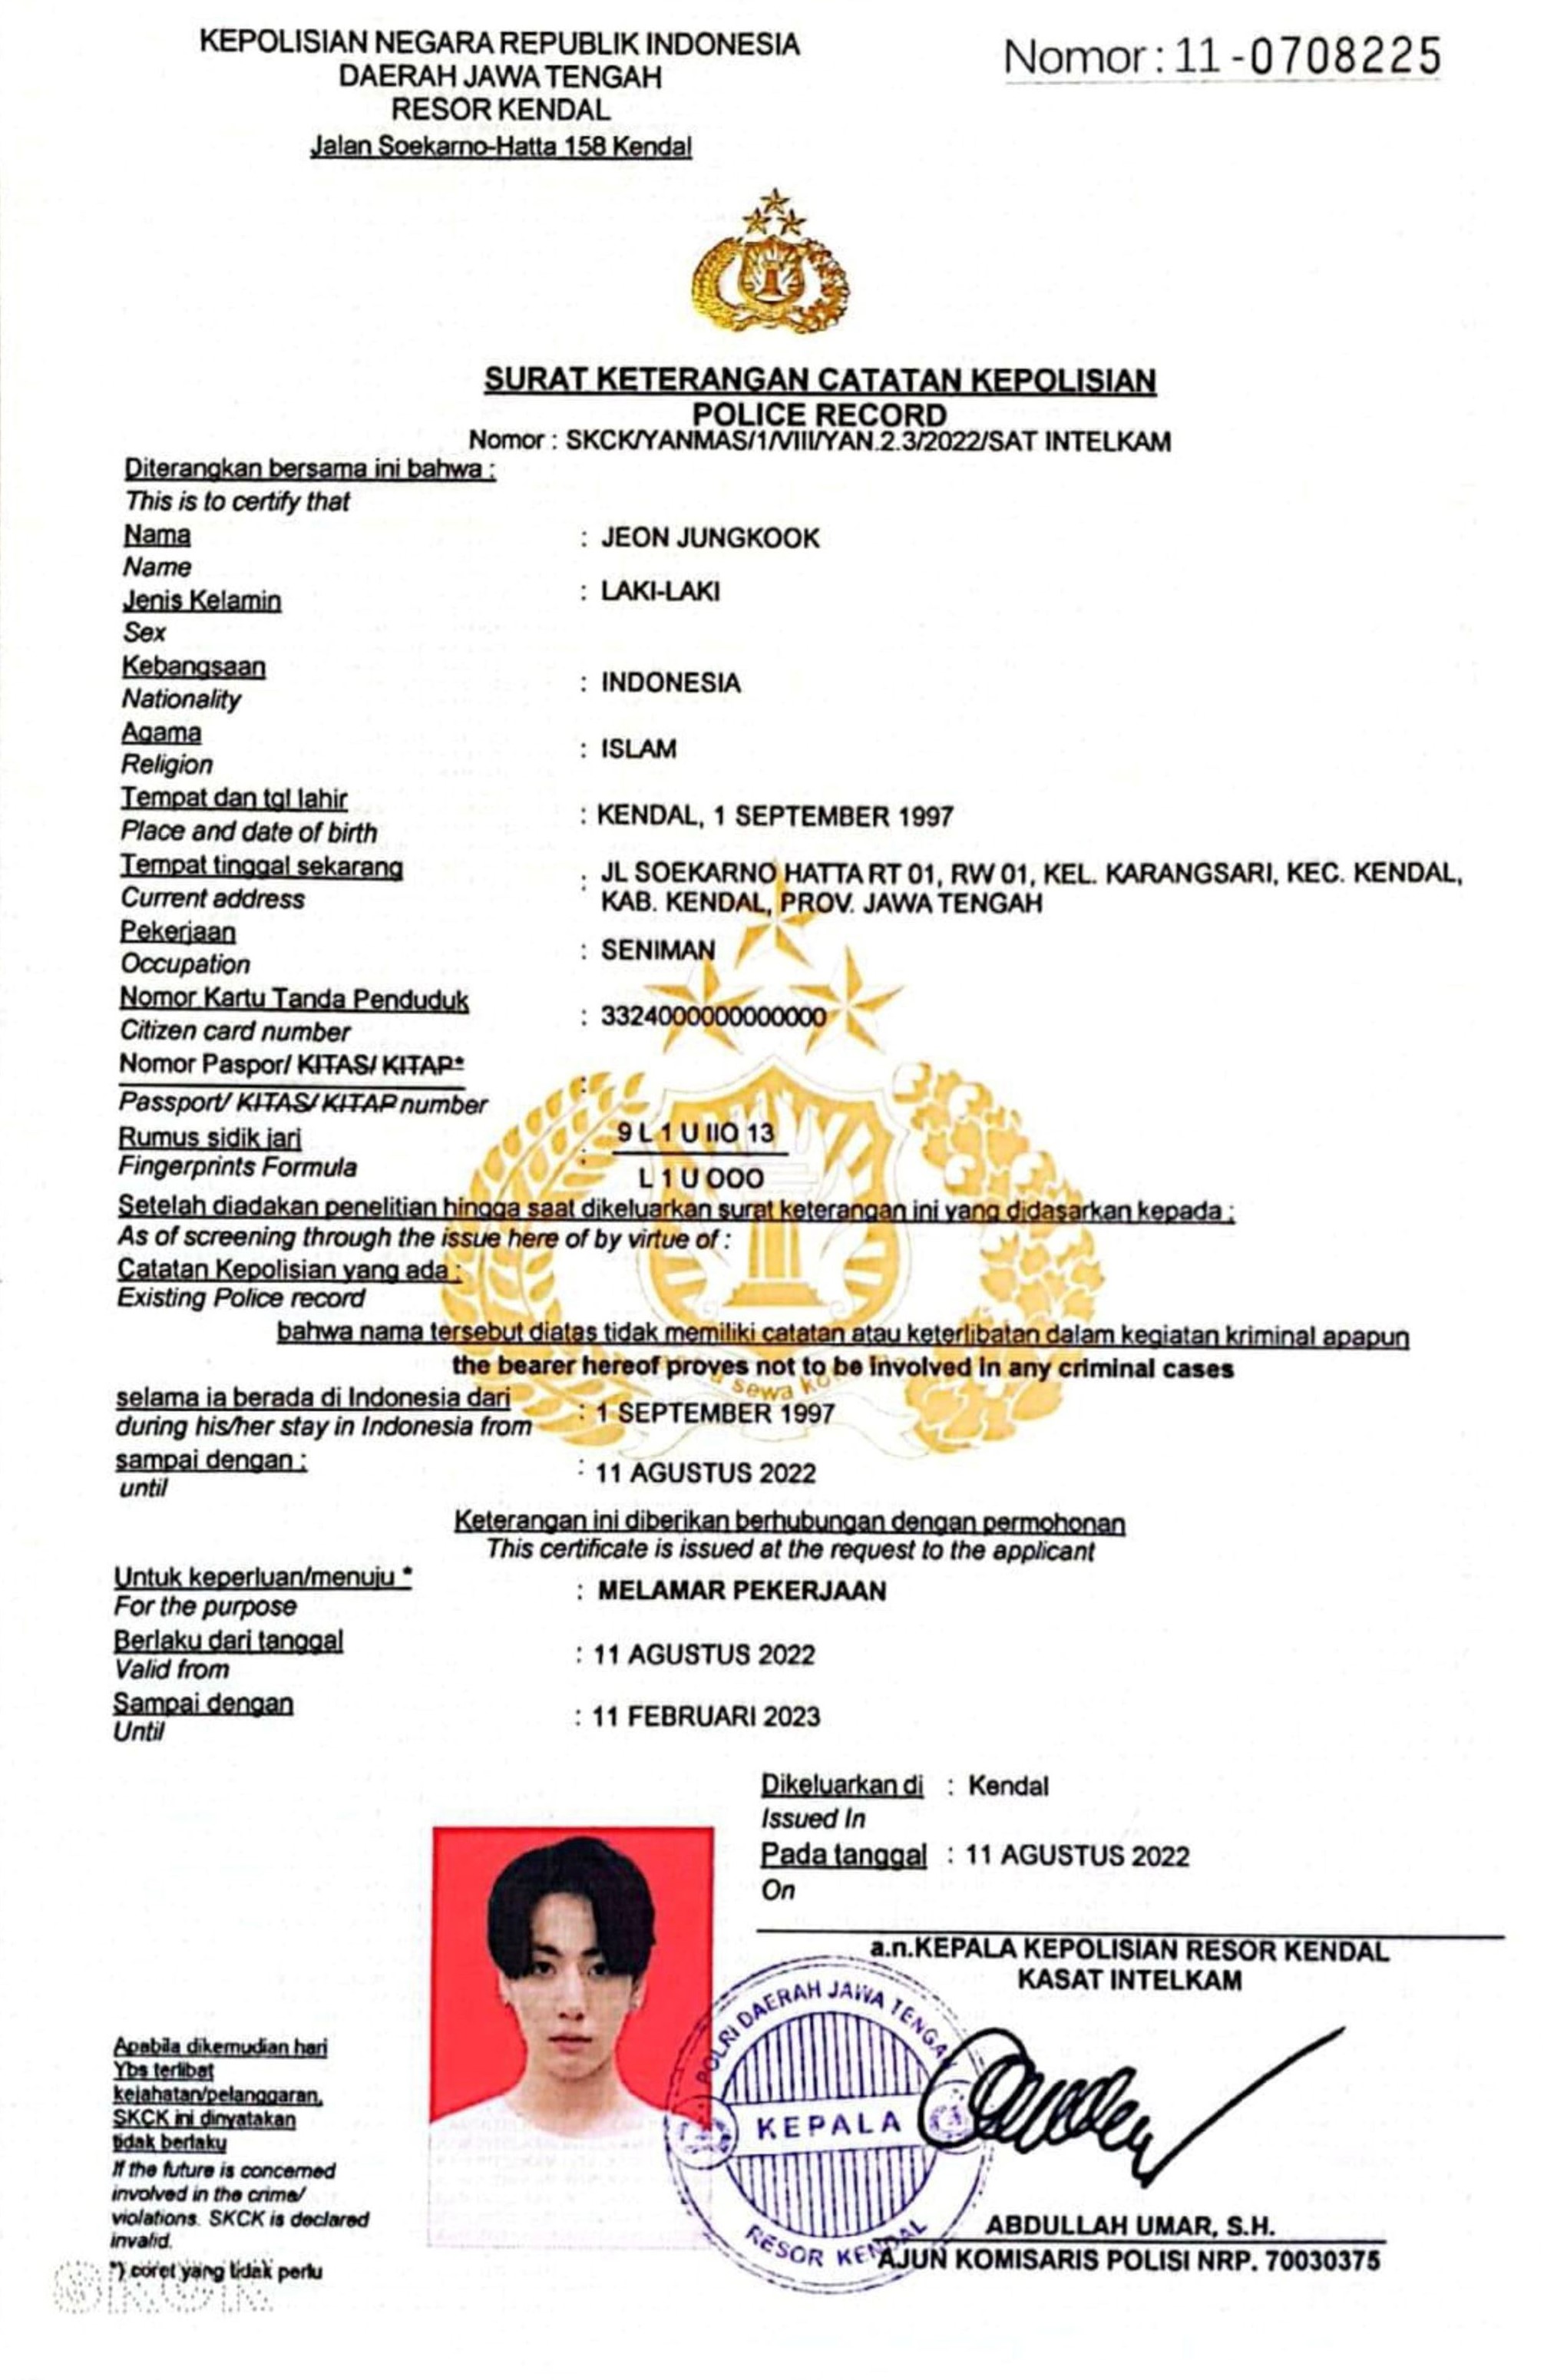 KEPOLISIAN NEGARA REPUBLIK INDONESIA
DAERAH JAWA TENGAH
RESOR KENDAL
Jalan Soekarno-Hatta 158 Kendal
Nomor : 11-0708225
SURAT KETERANGAN CATATAN KEPOLISIAN
POLICE RECORD
Nomor : SKCK/YANMAS/1/VIII/YAN.2.3/2022/SAT INTELKAM
Diterangkan bersama ini bahwa :
This is to certify that
Nama : JEON JUNGKOOK
Name
Jenis Kelamin : LAKI-LAKI
Sex
Kebangsaan : INDONESIA
Nationality
Agama : ISLAM
Religion
Tempat dan tgl lahir : KENDAL, 1 SEPTEMBER 1997
Place and date of birth
Tempat tinggal sekarang : JL SOEKARNO HATTA RT 01, RW 01, KEL. KARANGSARI, KEC. KENDAL,
Current address KAB. KENDAL, PROV. JAWA TENGAH
Pekerjaan : SENIMAN
Occupation
Nomor Kartu Tanda Penduduk : 3324000000000000
Citizen card number
Nomor Paspor/ KITAS/ KITAP* :
Passport/ KITAS/ KITAP number
Rumus sidik jari : 9 L 1 U IIO 13
Fingerprints Formula L 1 U OOO
Setelah diadakan penelitian hingga saat dikeluarkan surat keterangan ini yang didasarkan kepada :
As of screening through the issue here of by virtue of :
Catatan Kepolisian yang ada :
Existing Police record
bahwa nama tersebut diatas tidak memiliki catatan atau keterlibatan dalam kegiatan kriminal apapun
the bearer hereof proves not to be involved in any criminal cases
sewa
selama ia berada di Indonesia dari : 1 SEPTEMBER 1997
during his/her stay in Indonesia from
sampai dengan : : 11 AGUSTUS 2022
until
Keterangan ini diberikan berhubungan dengan permohonan
This certificate is issued at the request to the applicant
Untuk keperluan/menuju * : MELAMAR PEKERJAAN
For the purpose
Berlaku dari tanggal : 11 AGUSTUS 2022
Valid from
Sampai dengan : 11 FEBRUARI 2023
Until
Dikeluarkan di : Kendal
Issued In
Pada tanggal : 11 AGUSTUS 2022
On
a.n.KEPALA KEPOLISIAN RESOR KENDAL
KASAT INTELKAM
POLRI DAERAH JAWA TENGAH
KEPALA
RESOR KENDAL
ABDULLAH UMAR, S.H.
AJUN KOMISARIS POLISI NRP. 70030375
Apabila dikemudian hari
Ybs terlibat
kejahatan/pelanggaran,
SKCK ini dinyatakan
tidak berlaku
If the future is concerned
involved in the crime/
violations. SKCK is declared
invalid.
*) coret yang tidak perlu
SKCK